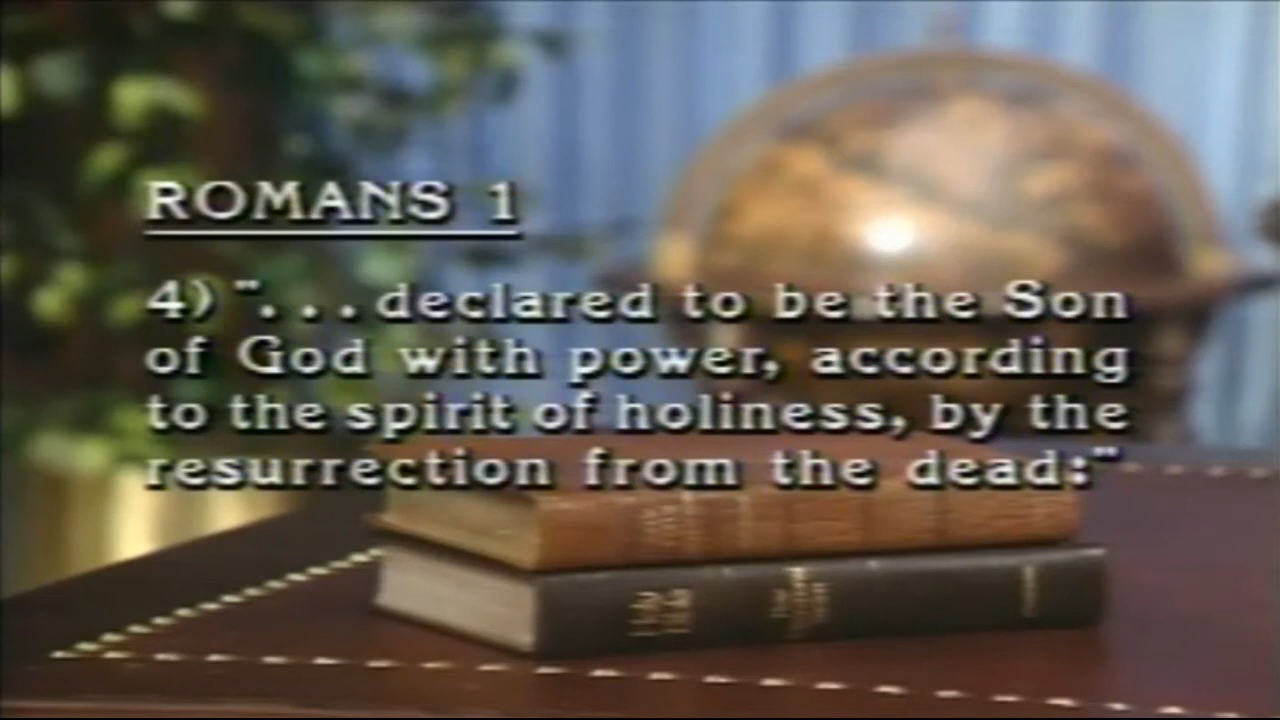 ROMANS 1
4) ". . . declared to be the Son
of God with power, according
to the spirit of holiness, by the
resurrection from the dead:"